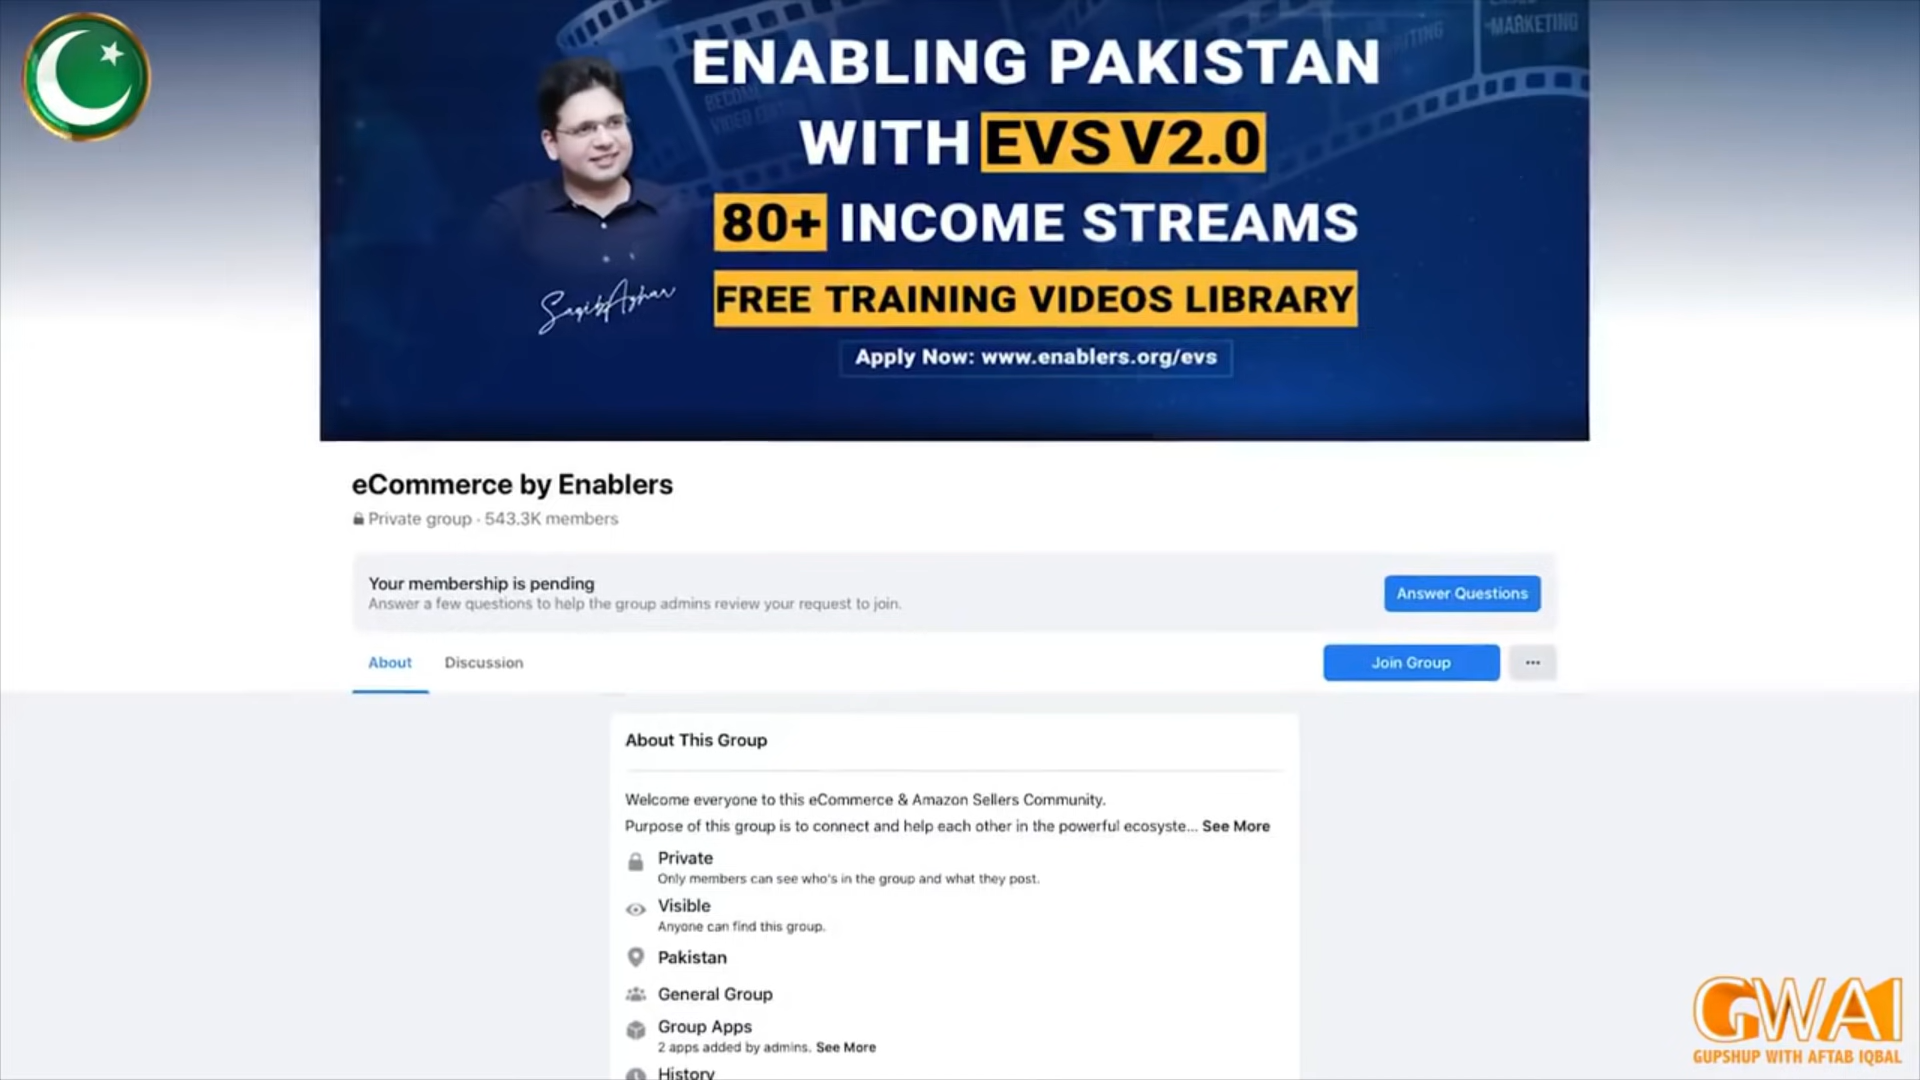 ENABLING PAKISTAN
WITH EVS V2.0
80+ INCOME STREAMS
FREE TRAINING VIDEOS LIBRARY
Apply Now: www.enablers.org/evs
MARKETING
SaqibAzhar
eCommerce by Enablers
Private group · 543.3K members
Your membership is pending
Answer a few questions to help the group admins review your request to join.
Answer Questions
About Discussion
Join Group
About This Group
Welcome everyone to this eCommerce & Amazon Sellers Community.
Purpose of this group is to connect and help each other in the powerful ecosyste... See More
Private
Only members can see who's in the group and what they post.
Visible
Anyone can find this group.
Pakistan
General Group
Group Apps
2 apps added by admins. See More
History
GWAI
GUPSHUP WITH AFTAB IQBAL